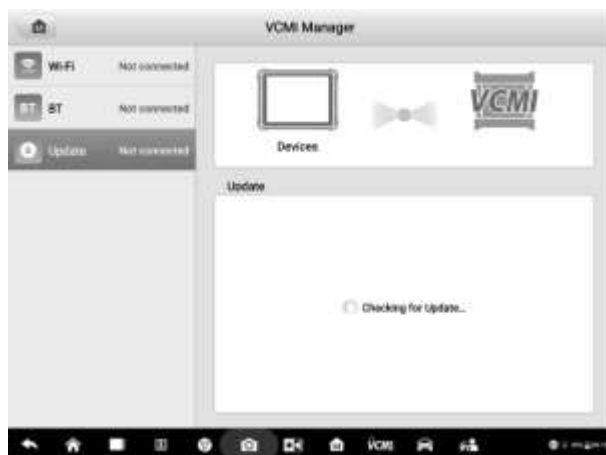 VCMI Manager
Wi-Fi Not connected
BT Not connected
Update Not connected
VCMI
Devices
Update
Checking for Update...
VCMI